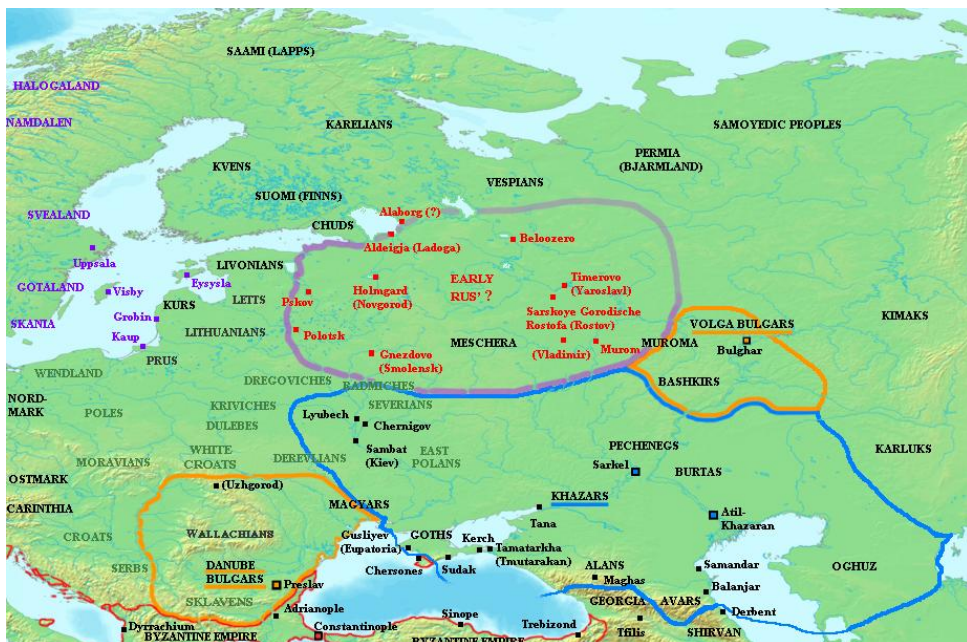 SAAMI (LAPPS)
HALOGALAND
NAMDALEN
KARELIANS
SAMOYEDIC PEOPLES
PERMIA
(BJARMLAND)
KVENS
VESPIANS
SUOMI (FINNS)
SVEALAND
Alaborg (?)
CHUDS
Aldeigja (Ladoga)
Beloozero
Uppsala
LIVONIANS
GOTALAND
Eysysla
Visby
Holmgard
(Novgorod)
EARLY
RUS' ?
Timerovo
(Yaroslavl)
Pskov
LETTS
KURS
Grobin
SKANIA
Sarskoye Gorodische
Rostofa (Rostov)
KIMAKS
LITHUANIANS
Polotsk
VOLGA BULGARS
Kaup
MESCHERA
(Vladimir)
Murom
MUROMA
Bulghar
PRUS
Gnezdovo
(Smolensk)
WENDLAND
DREGOVICHES
RADMICHES
BASHKIRS
NORD-
MARK
POLES
KRIVICHES
SEVERIANS
Lyubech
Chernigov
DULEBES
WHITE
CROATS
Sambat
(Kiev)
EAST
POLANS
PECHENEGS
KARLUKS
MORAVIANS
DEREVLIANS
Sarkel
BURTAS
OSTMARK
(Uzhgorod)
MAGYARS
KHAZARS
CARINTHIA
Tana
Atil-
Khazaran
WALLACHIANS
CROATS
Gusliyev
(Eupatoria)
GOTHS
Kerch
Tamatarkha
(Tmutarakan)
SERBS
DANUBE
BULGARS
Preslav
Chersones
Sudak
ALANS
Maghas
Samandar
OGHUZ
Balanjar
SKLAVENS
Adrianople
GEORGIA
AVARS
Derbent
Dyrrachium
BYZANTINE EMPIRE
Constantinople
Sinope
BYZANTINE EMPIRE
Trebizond
Tfilis
SHIRVAN